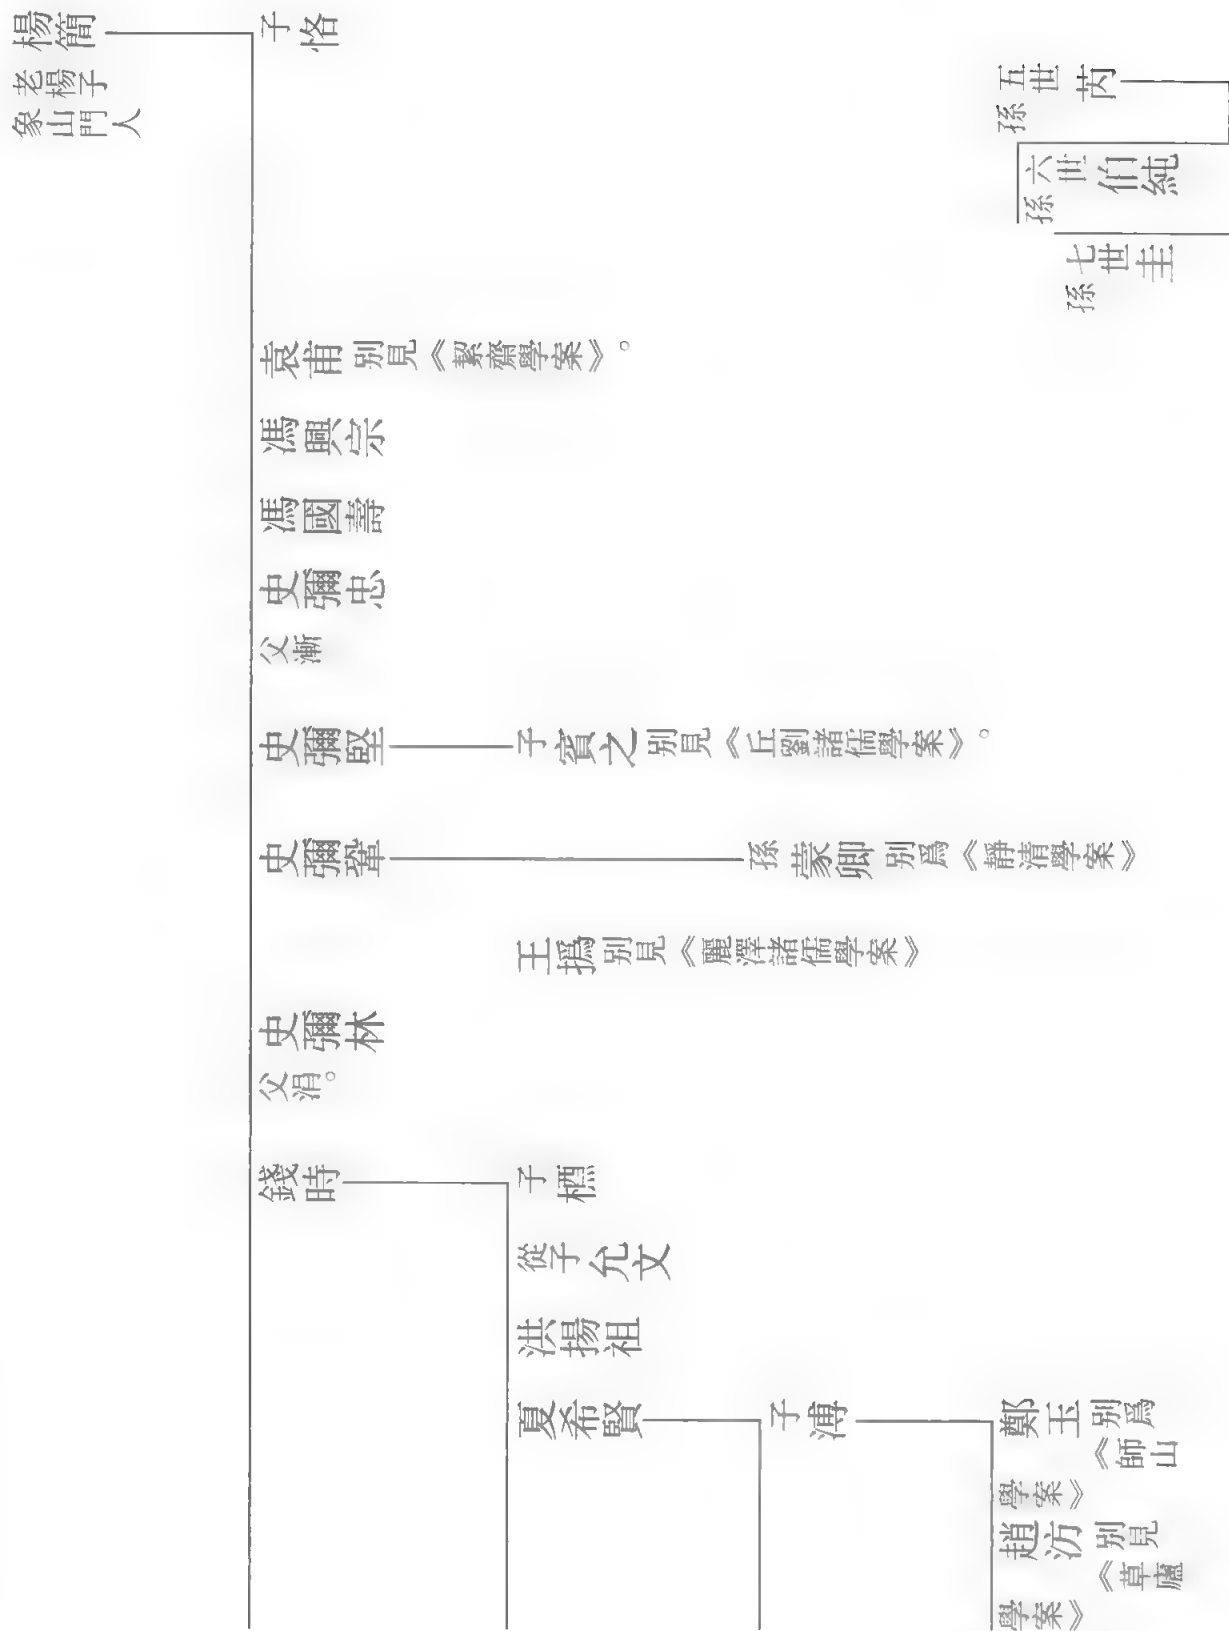 楊簡
老楊子
象山門人
子恪
五世孫芮
六世孫伯純
七世孫圭
袁甫別見《絜齋學案》。
馮興宗
馮國壽
史彌忠
父漸
史彌堅
子賓之別見《丘劉諸儒學案》。
史彌鞏
孫蒙卿別爲《靜清學案》
王撝別見《麗澤諸儒學案》
史彌林
父涓。
錢時
子槱
從子允文
洪揚祖
夏希賢
子溥
鄭玉別爲
《師山
學案》
趙汸別見
《草廬
學案》